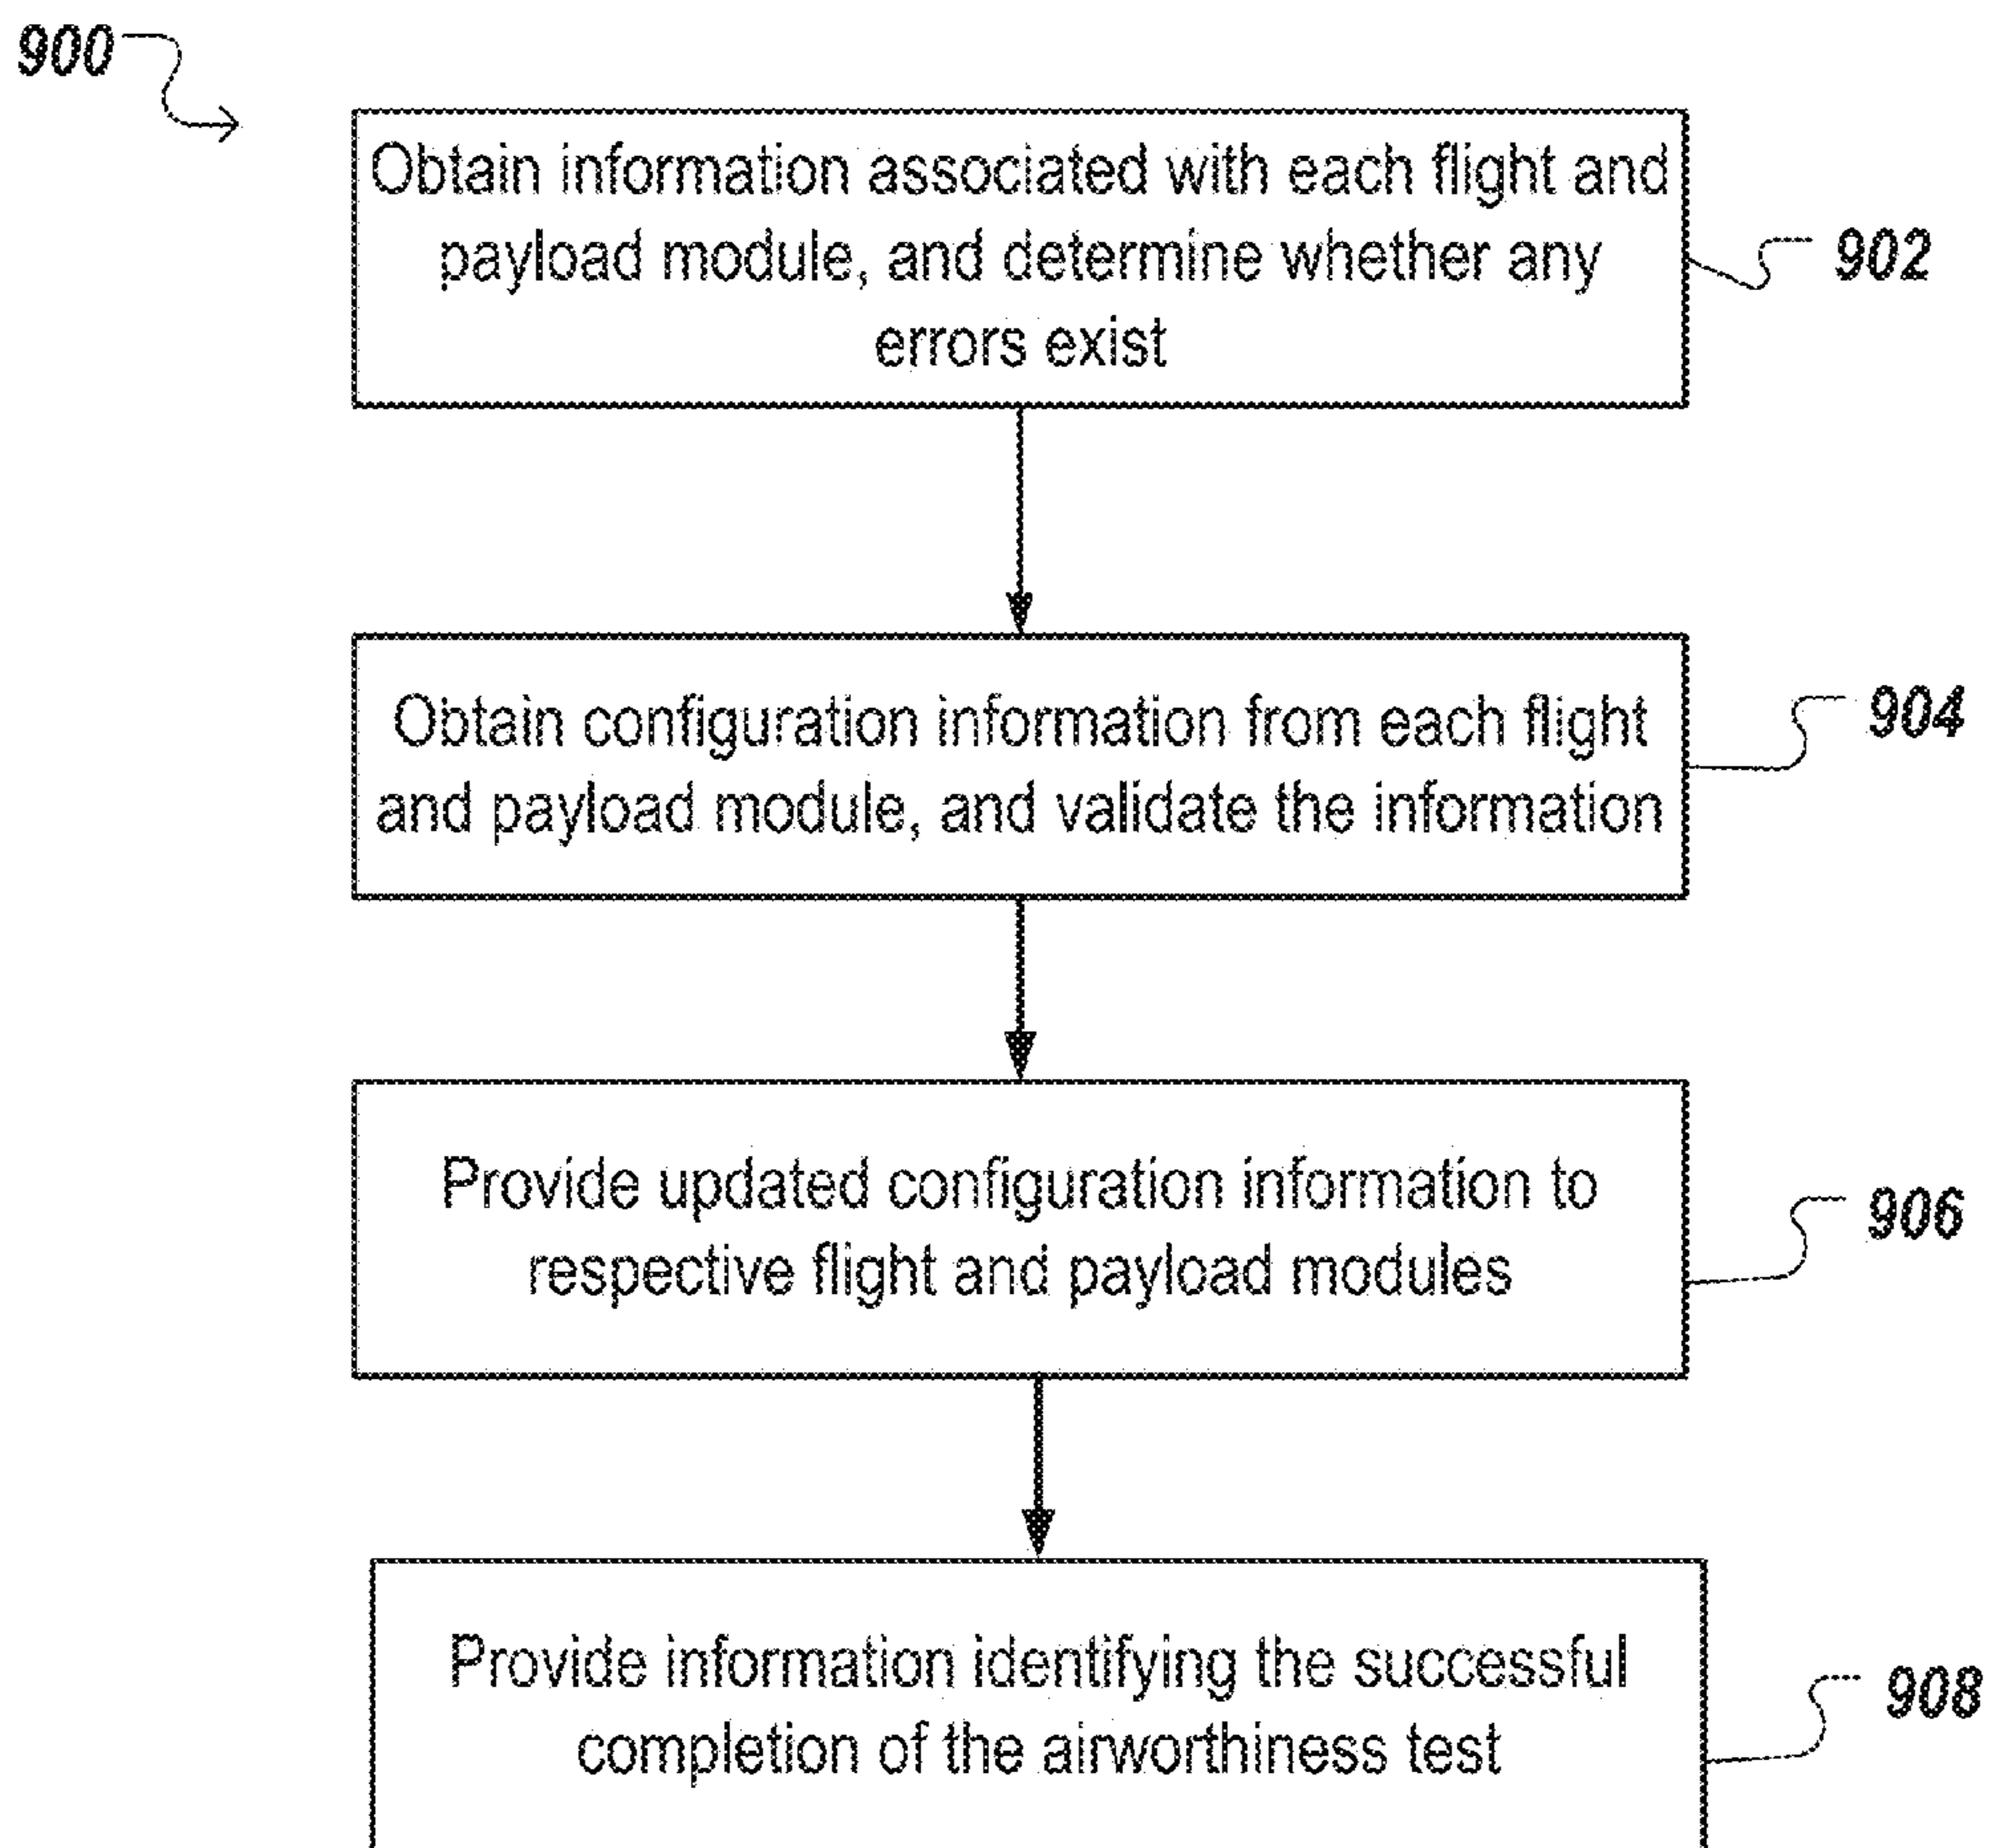 900
Obtain information associated with each flight and
payload module, and determine whether any
errors exist
902
Obtain configuration information from each flight
and payload module, and validate the information
904
Provide updated configuration information to
respective flight and payload modules
906
Provide information identifying the successful
completion of the airworthiness test
908